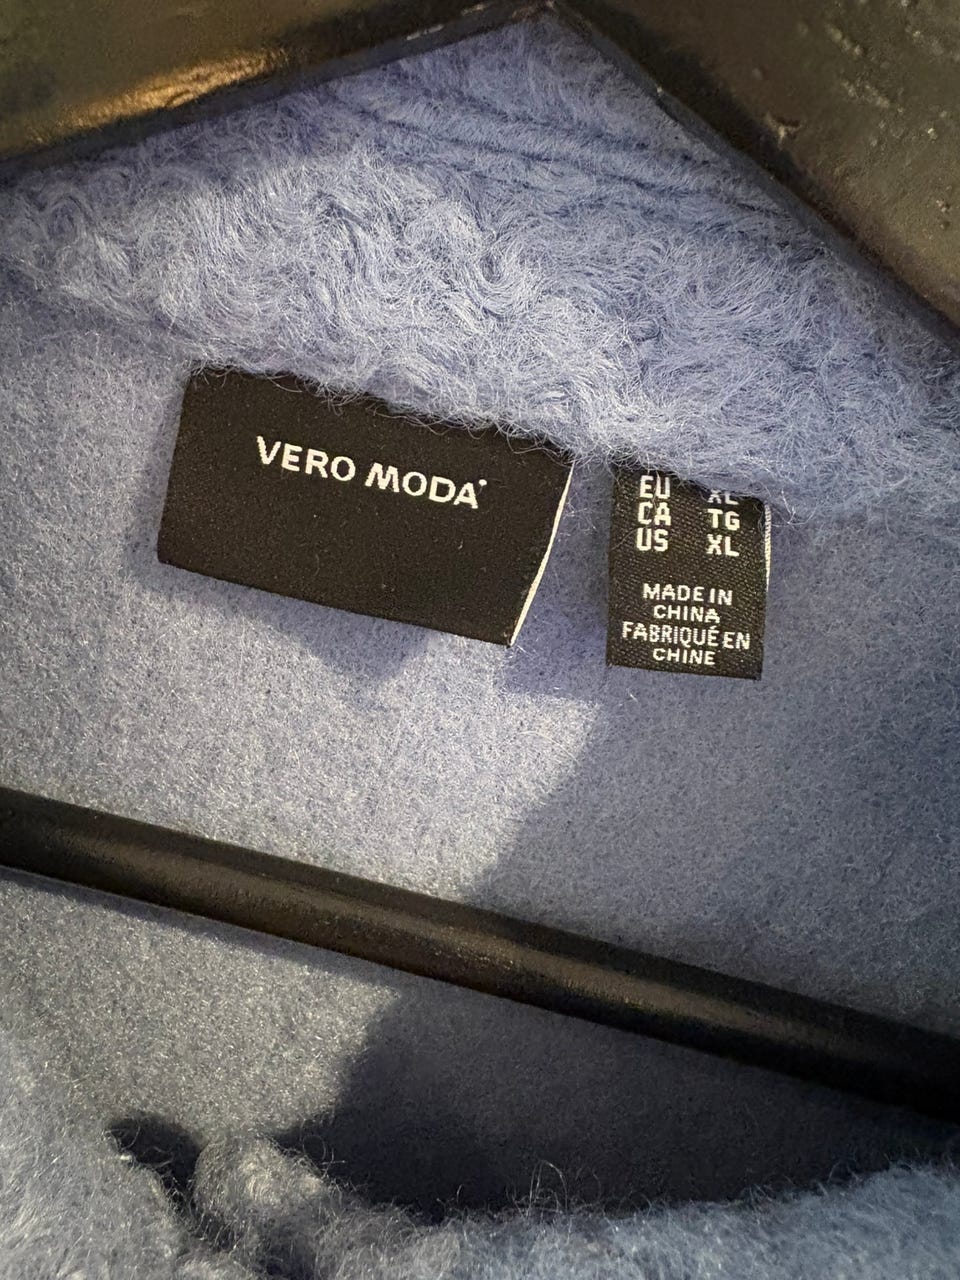 VERO MODA
EU XL
CA TG
US XL
MADE IN
CHINA
FABRIQUÉ EN
CHINE